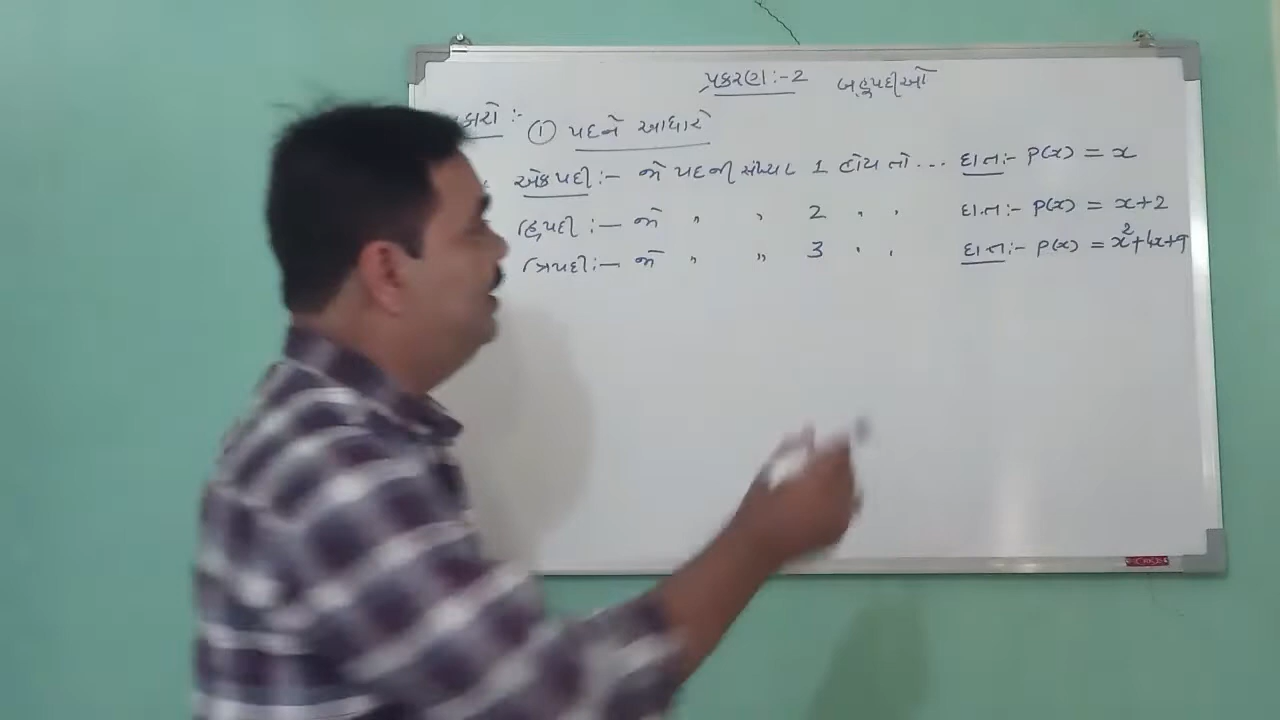 પ્રકરણ:-2 બહુપદીઓ
કારો :- ① પદને આધારે
એકપદી :- જો પદની સંખ્યા 1 હોય તો ... દા.ત:- P(x) = x
દ્વિપદી :- જો " " 2 " " દા.ત:- P(x) = x+2
ત્રિપદી :- જો " " 3 " " દા.ત:- P(x) = x²+4x+9